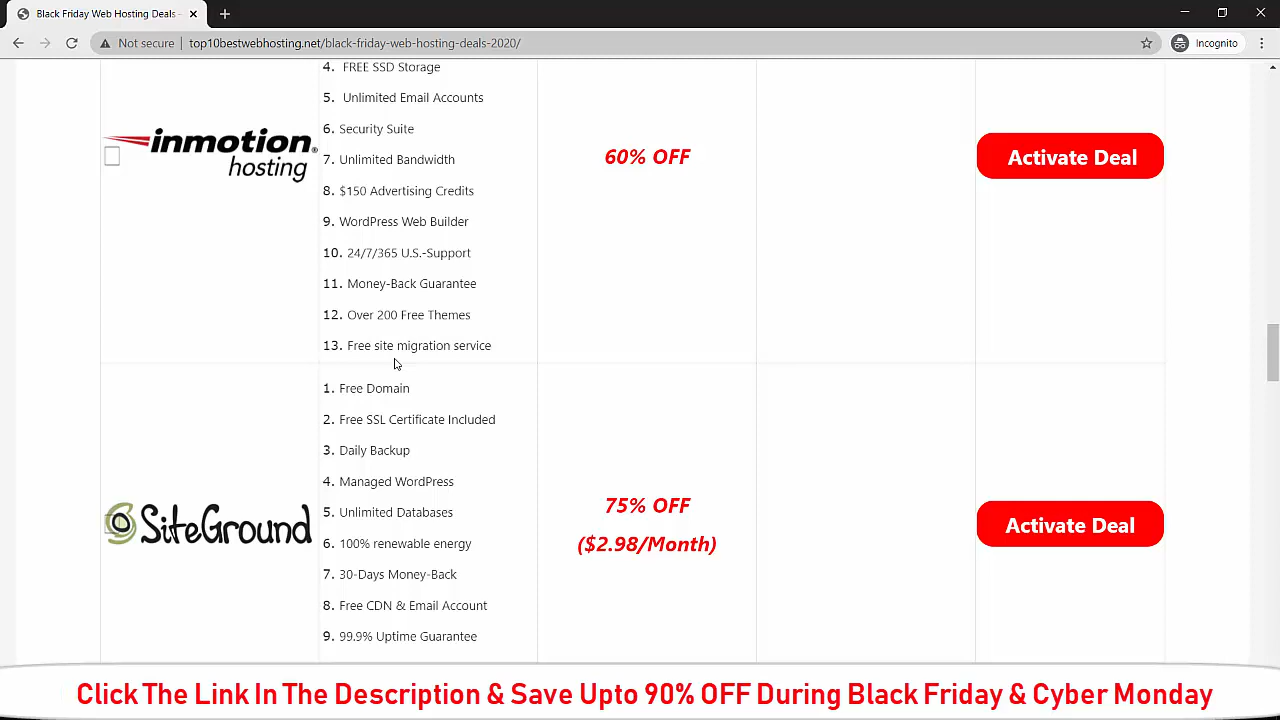 Black Friday Web Hosting Deals -
Not secure
top10bestwebhosting.net/black-friday-web-hosting-deals-2020/
Incognito
4. FREE SSD Storage
5. Unlimited Email Accounts
6. Security Suite
7. Unlimited Bandwidth
8. $150 Advertising Credits
9. WordPress Web Builder
10. 24/7/365 U.S.-Support
11. Money-Back Guarantee
12. Over 200 Free Themes
13. Free site migration service
inmotion
hosting
60% OFF
Activate Deal
1. Free Domain
2. Free SSL Certificate Included
3. Daily Backup
4. Managed WordPress
5. Unlimited Databases
6. 100% renewable energy
7. 30-Days Money-Back
8. Free CDN & Email Account
9. 99.9% Uptime Guarantee
SiteGround
75% OFF
($2.98/Month)
Activate Deal
Click The Link In The Description & Save Upto 90% OFF During Black Friday & Cyber Monday